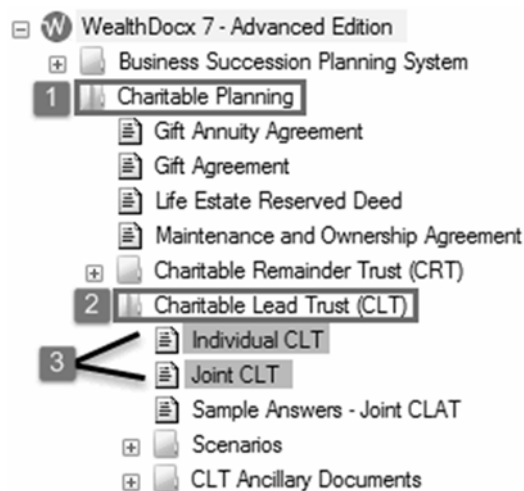 W WealthDocx 7 - Advanced Edition
Business Succession Planning System
1 Charitable Planning
Gift Annuity Agreement
Gift Agreement
Life Estate Reserved Deed
Maintenance and Ownership Agreement
Charitable Remainder Trust (CRT)
2 Charitable Lead Trust (CLT)
Individual CLT
3
Joint CLT
Sample Answers - Joint CLAT
Scenarios
CLT Ancillary Documents